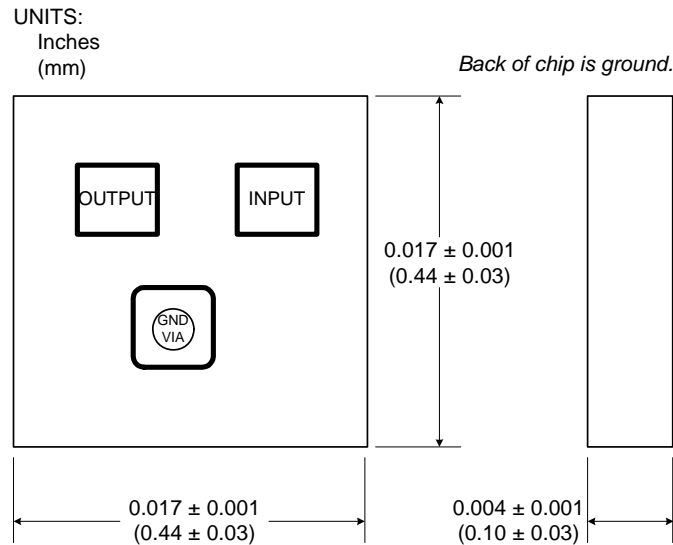 UNITS:
Inches
(mm)
Back of chip is ground.
OUTPUT
INPUT
GND
VIA
0.017 ± 0.001
(0.44 ± 0.03)
0.017 ± 0.001
(0.44 ± 0.03)
0.004 ± 0.001
(0.10 ± 0.03)